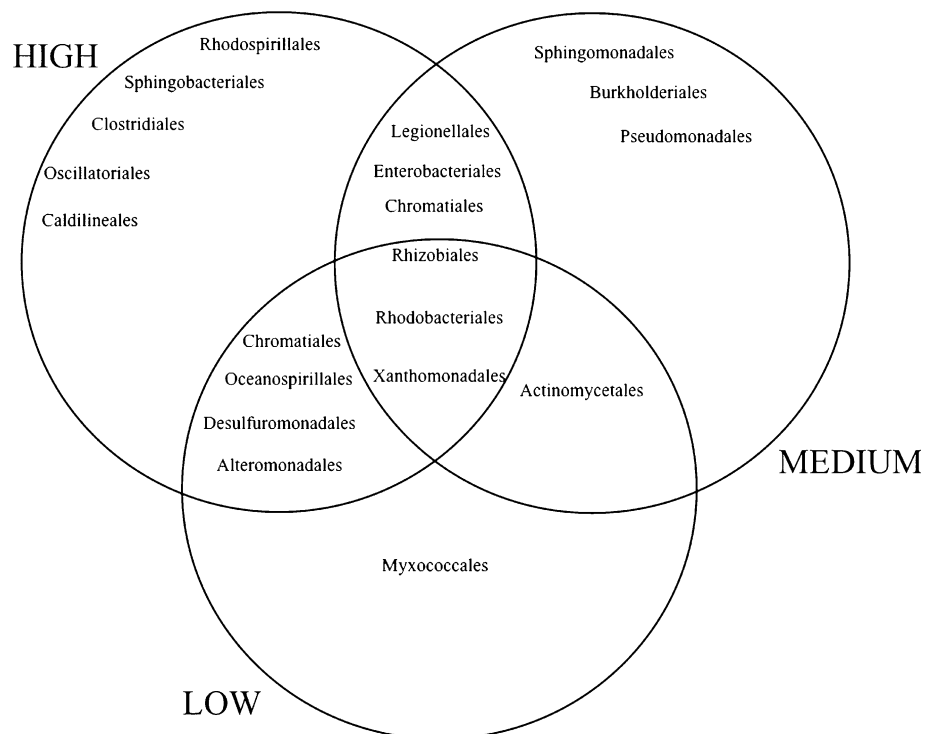 HIGH
Rhodospirillales
Sphingobacteriales
Clostridiales
Oscillatoriales
Caldilineales
Sphingomonadales
Burkholderiales
Pseudomonadales
Legionellales
Enterobacteriales
Chromatiales
Rhizobiales
Rhodobacteriales
Xanthomonadales
Chromatiales
Oceanospirillales
Desulfuromonadales
Alteromonadales
Actinomycetales
MEDIUM
Myxococcales
LOW